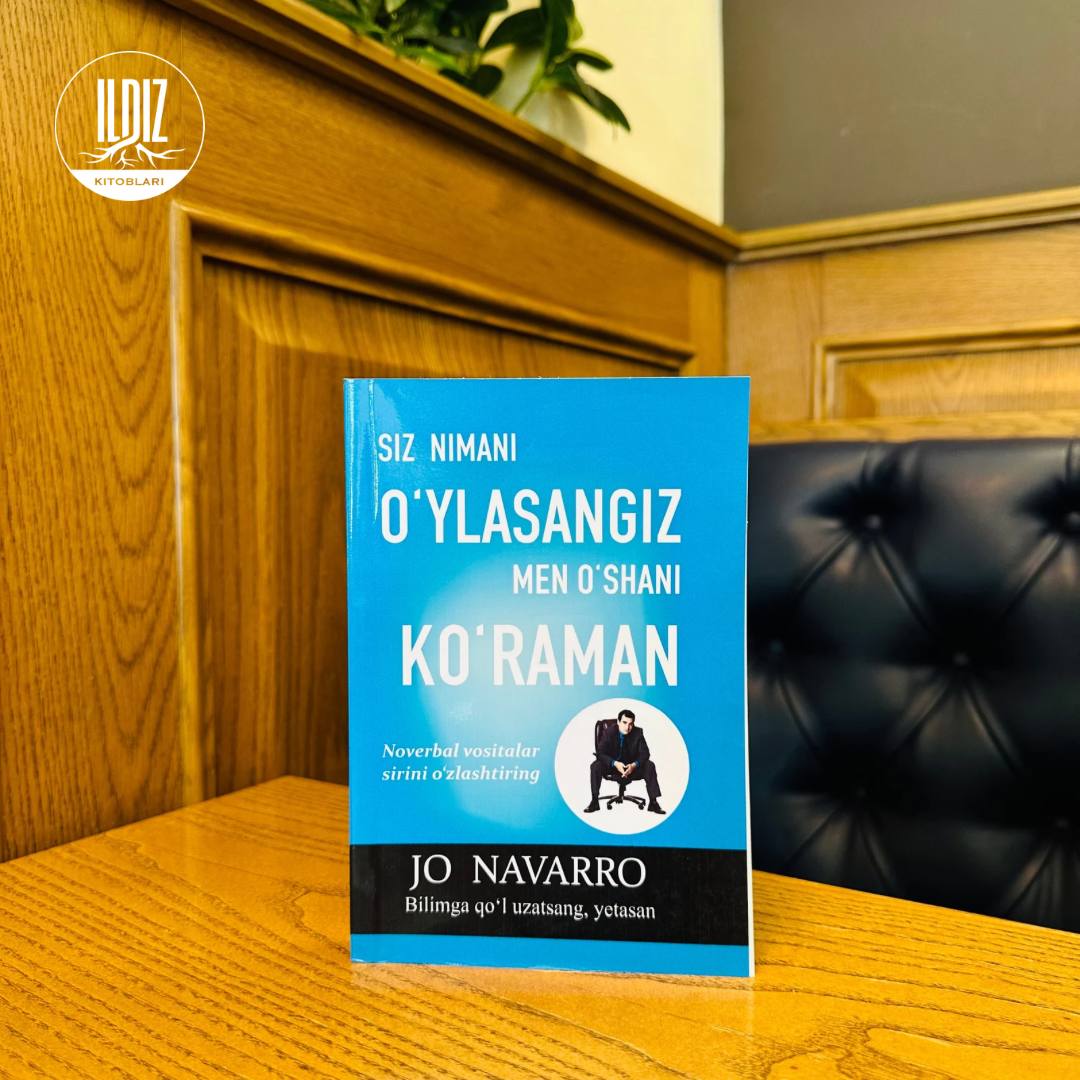 ILDIZ
KITOBLARI
SIZ NIMANI
O‘YLASANGIZ
MEN O‘SHANI
KO‘RAMAN
Noverbal vositalar
sirini o‘zlashtiring
JO NAVARRO
Bilimga qo‘l uzatsang, yetasan